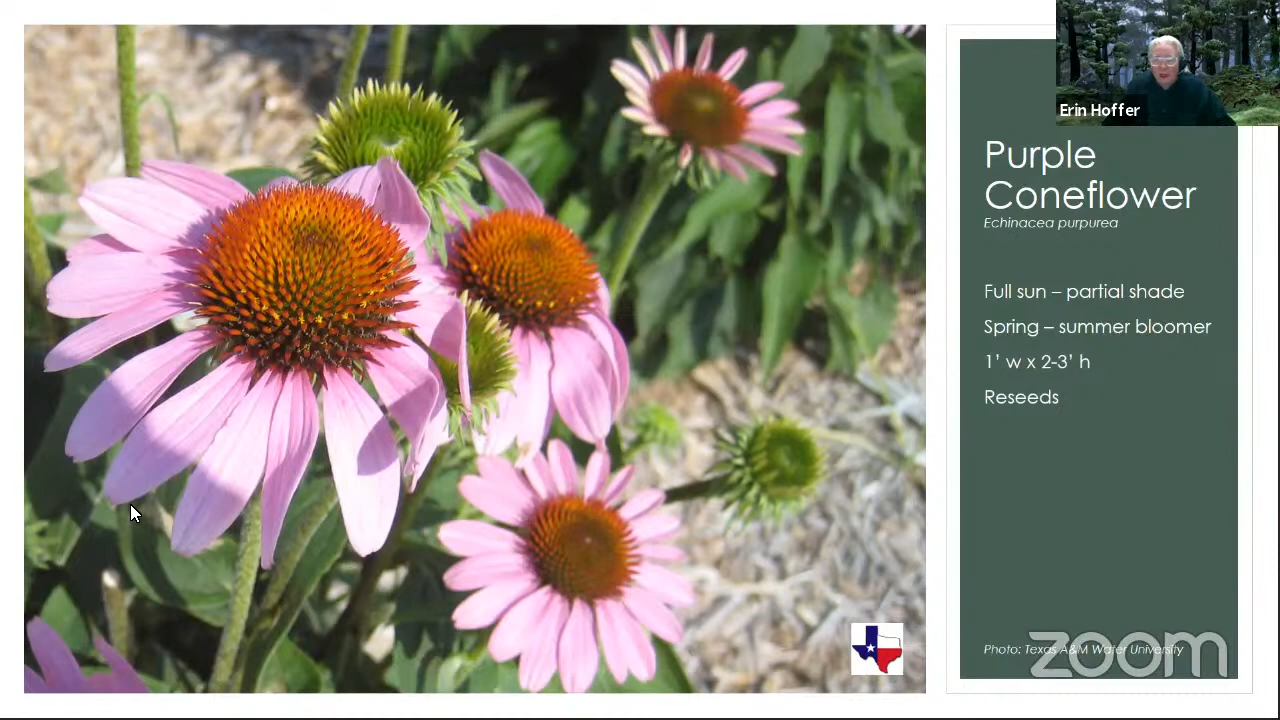 Erin Hoffer
Purple
Coneflower
Echinacea purpurea
Full sun – partial shade
Spring – summer bloomer
1’ w x 2-3’ h
Reseeds
Photo: Texas A&M Water University
zoom